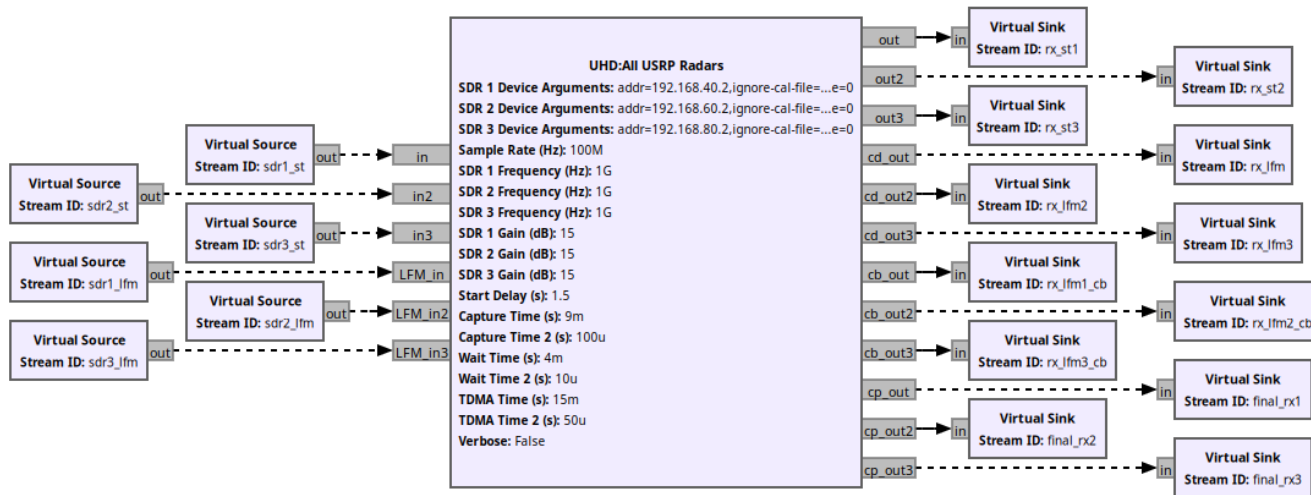 Virtual Source
Stream ID: sdr1_st
out
Virtual Source
Stream ID: sdr2_st
out
Virtual Source
Stream ID: sdr3_st
out
Virtual Source
Stream ID: sdr1_lfm
out
Virtual Source
Stream ID: sdr2_lfm
out
Virtual Source
Stream ID: sdr3_lfm
out
in
in2
in3
LFM_in
LFM_in2
LFM_in3
UHD:All USRP Radars
SDR 1 Device Arguments: addr=192.168.40.2,ignore-cal-file=...e=0
SDR 2 Device Arguments: addr=192.168.60.2,ignore-cal-file=...e=0
SDR 3 Device Arguments: addr=192.168.80.2,ignore-cal-file=...e=0
Sample Rate (Hz): 100M
SDR 1 Frequency (Hz): 1G
SDR 2 Frequency (Hz): 1G
SDR 3 Frequency (Hz): 1G
SDR 1 Gain (dB): 15
SDR 2 Gain (dB): 15
SDR 3 Gain (dB): 15
Start Delay (s): 1.5
Capture Time (s): 9m
Capture Time 2 (s): 100u
Wait Time (s): 4m
Wait Time 2 (s): 10u
TDMA Time (s): 15m
TDMA Time 2 (s): 50u
Verbose: False
out
out2
out3
cd_out
cd_out2
cd_out3
cb_out
cb_out2
cb_out3
cp_out
cp_out2
cp_out3
in
Virtual Sink
Stream ID: rx_st1
in
Virtual Sink
Stream ID: rx_st2
in
Virtual Sink
Stream ID: rx_st3
in
Virtual Sink
Stream ID: rx_lfm
in
Virtual Sink
Stream ID: rx_lfm2
in
Virtual Sink
Stream ID: rx_lfm3
in
Virtual Sink
Stream ID: rx_lfm1_cb
in
Virtual Sink
Stream ID: rx_lfm2_cb
in
Virtual Sink
Stream ID: rx_lfm3_cb
in
Virtual Sink
Stream ID: final_rx1
in
Virtual Sink
Stream ID: final_rx2
in
Virtual Sink
Stream ID: final_rx3